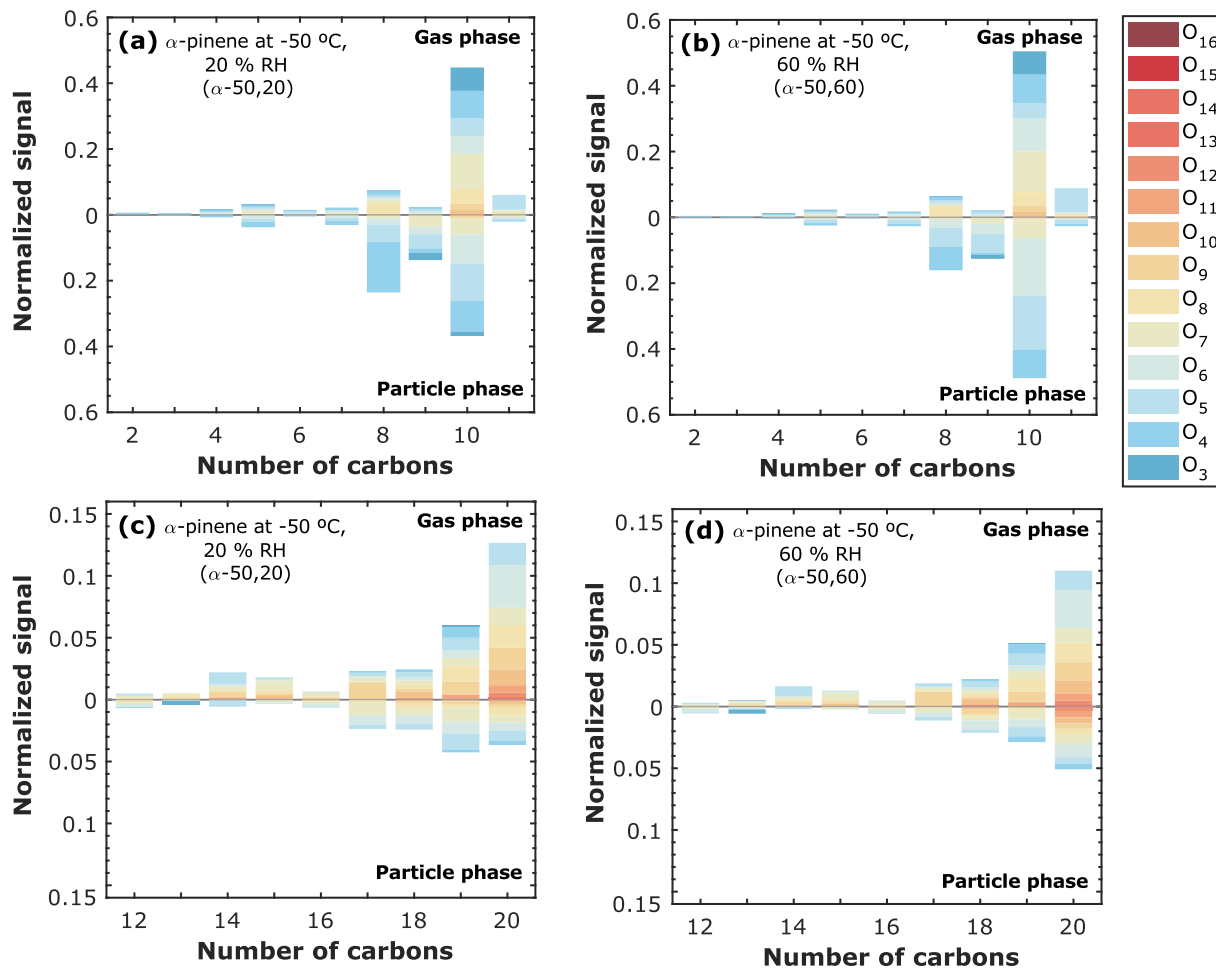 (a) α-pinene at -50 ºC,
20 % RH
(α-50,20)
Gas phase
0.6
0.4
0.2
0
0.2
0.4
0.6
Normalized signal
Particle phase
2 4 6 8 10
Number of carbons
(b) α-pinene at -50 ºC,
60 % RH
(α-50,60)
Gas phase
0.6
0.4
0.2
0
0.2
0.4
0.6
Normalized signal
Particle phase
2 4 6 8 10
Number of carbons
O16
O15
O14
O13
O12
O11
O10
O9
O8
O7
O6
O5
O4
O3
(c) α-pinene at -50 ºC,
20 % RH
(α-50,20)
Gas phase
0.15
0.1
0.05
0
0.05
0.1
0.15
Normalized signal
Particle phase
12 14 16 18 20
Number of carbons
(d) α-pinene at -50 ºC,
60 % RH
(α-50,60)
Gas phase
0.15
0.1
0.05
0
0.05
0.1
0.15
Normalized signal
Particle phase
12 14 16 18 20
Number of carbons